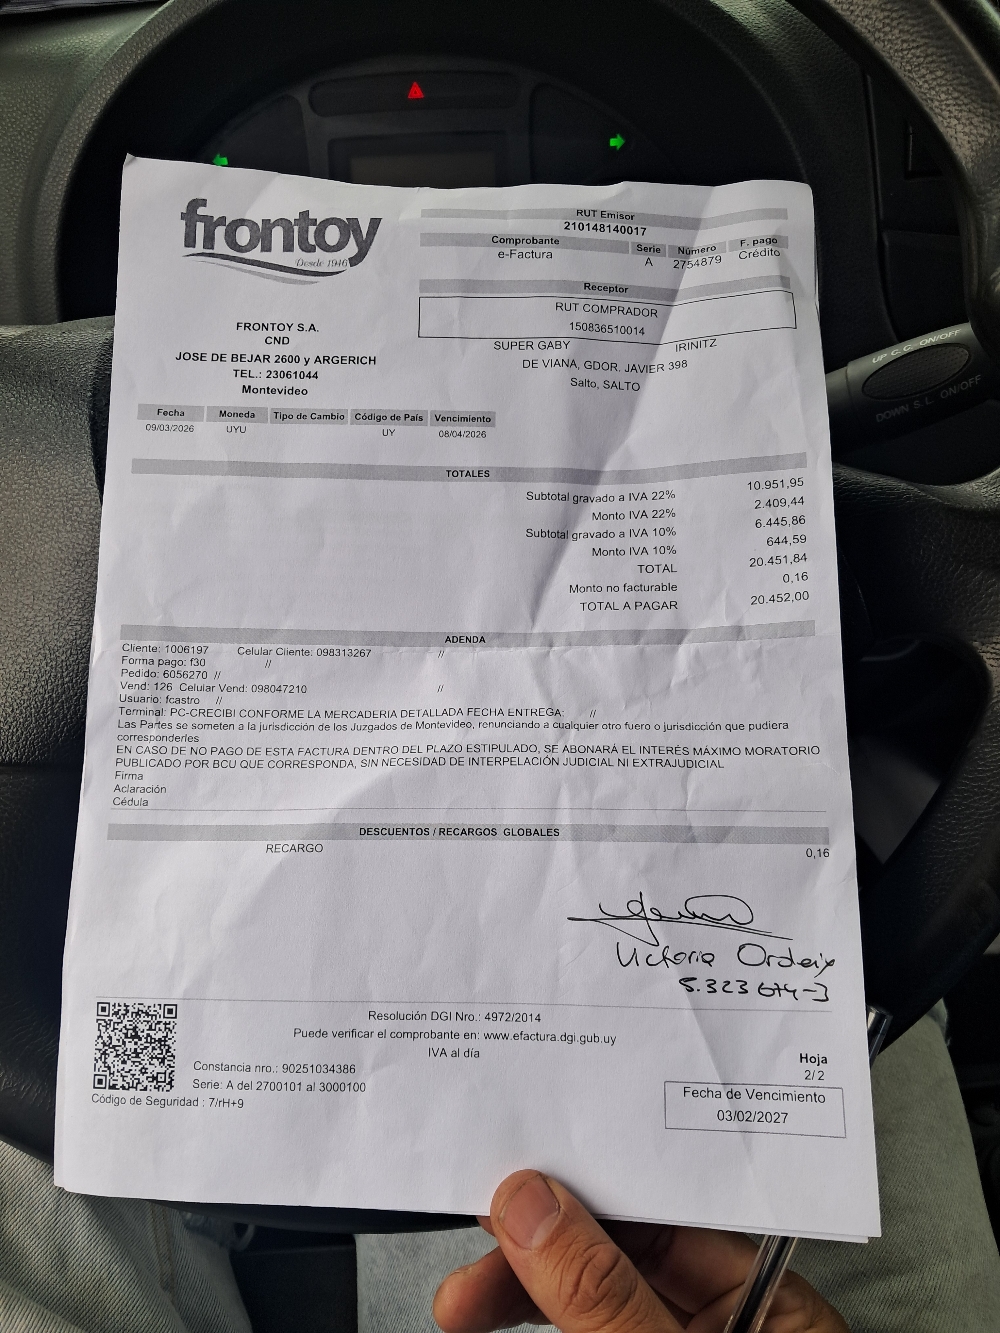 frontoy
Desde 1940
RUT Emisor
210148140017
Comprobante Serie Número F. pago
e-Factura A 2754879 Crédito
Receptor
RUT COMPRADOR
150836510014
SUPER GABY IRINITZ
DE VIANA, GDOR. JAVIER 398
Salto, SALTO
FRONTOY S.A.
CND
JOSE DE BEJAR 2600 y ARGERICH
TEL.: 23061044
Montevideo
Fecha Moneda Tipo de Cambio Código de País Vencimiento
09/03/2026 UYU UY 08/04/2026
TOTALES
Subtotal gravado a IVA 22% 10.951,95
Monto IVA 22% 2.409,44
Subtotal gravado a IVA 10% 6.445,86
Monto IVA 10% 644,59
TOTAL 20.451,84
Monto no facturable 0,16
TOTAL A PAGAR 20.452,00
ADENDA
Cliente: 1006197 Celular Cliente: 098313267 //
Forma pago: f30 //
Pedido: 6056270 //
Vend: 126 Celular Vend: 098047210 //
Usuario: fcastro //
Terminal: PC-CRECIBI CONFORME LA MERCADERIA DETALLADA FECHA ENTREGA: //
Las Partes se someten a la jurisdicción de los Juzgados de Montevideo, renunciando a cualquier otro fuero o jurisdicción que pudiera
corresponderles
EN CASO DE NO PAGO DE ESTA FACTURA DENTRO DEL PLAZO ESTIPULADO, SE ABONARÁ EL INTERÉS MÁXIMO MORATORIO
PUBLICADO POR BCU QUE CORRESPONDA, SIN NECESIDAD DE INTERPELACIÓN JUDICIAL NI EXTRAJUDICIAL
Firma
Aclaración
Cédula
DESCUENTOS / RECARGOS GLOBALES
RECARGO 0,16
Victoria Ordeix
5.323 674-3
Resolución DGI Nro.: 4972/2014
Puede verificar el comprobante en: www.efactura.dgi.gub.uy
IVA al día
Constancia nro.: 90251034386
Serie: A del 2700101 al 3000100
Código de Seguridad : 7/rH+9
Hoja
2/2
Fecha de Vencimiento
03/02/2027
UP C.C. ON/OFF
DOWN S.L. ON/OFF